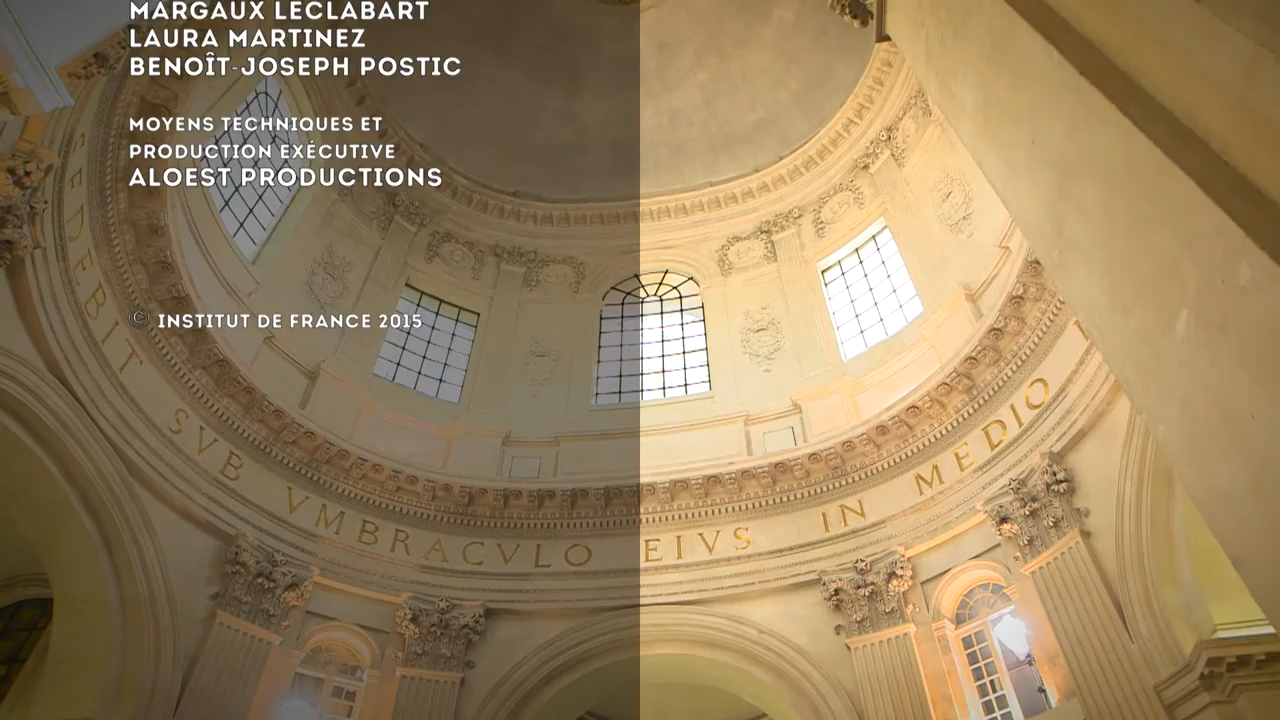 MARGAUX LECLABART
LAURA MARTINEZ
BENOÎT-JOSEPH POSTIC
MOYENS TECHNIQUES ET
PRODUCTION EXÉCUTIVE
ALOEST PRODUCTIONS
© INSTITUT DE FRANCE 2015
SEDEBIT SVB VMBRACVLO EIVS IN MEDIO